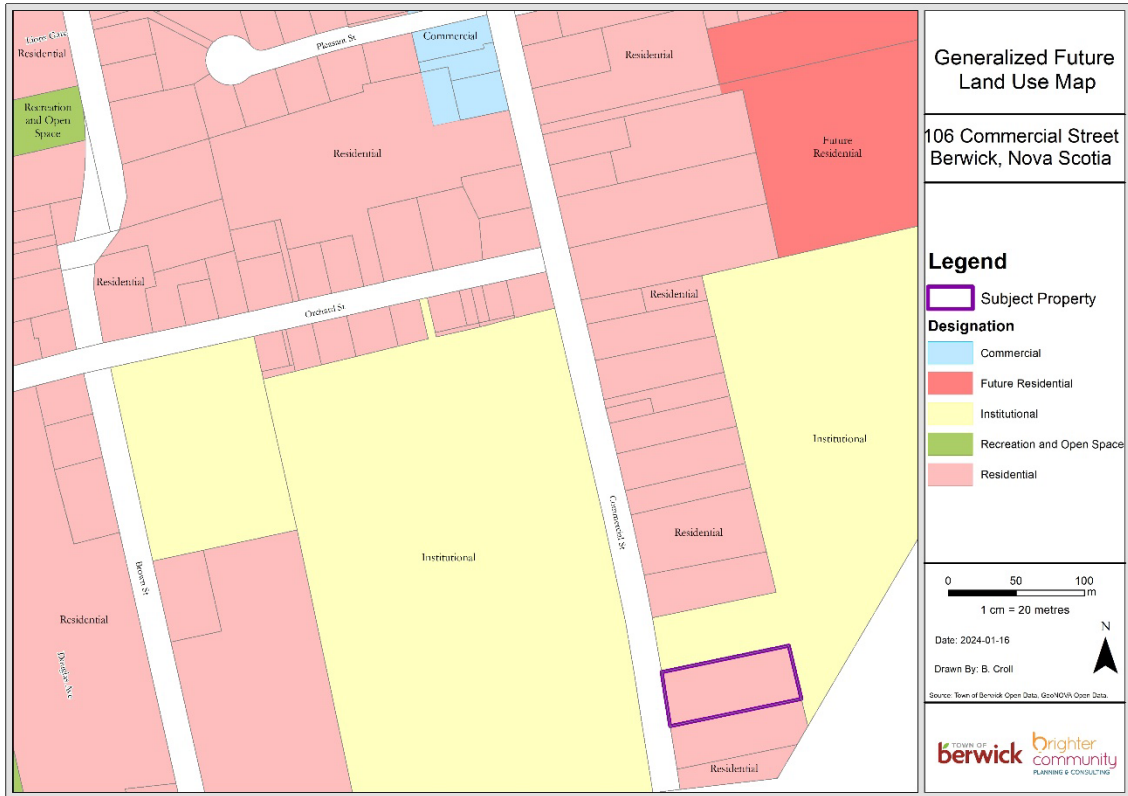 Gors Cres
Residential
Pleasant St
Commercial
Residential
Recreation
and Open
Space
Residential
Future
Residential
Residential
Residential
Orchard St
Institutional
Commercial St
Residential
Institutional
Brown St
Residential
Douglas Ave
Residential
Generalized Future
Land Use Map
106 Commercial Street
Berwick, Nova Scotia
Legend
Subject Property
Designation
Commercial
Future Residential
Institutional
Recreation and Open Space
Residential
0 50 100
m
1 cm = 20 metres
N
Date: 2024-01-16
Drawn By: B. Croll
Source: Town of Berwick Open Data, GeoNOVA Open Data.
TOWN OF
berwick
brighter
community
PLANNING & CONSULTING